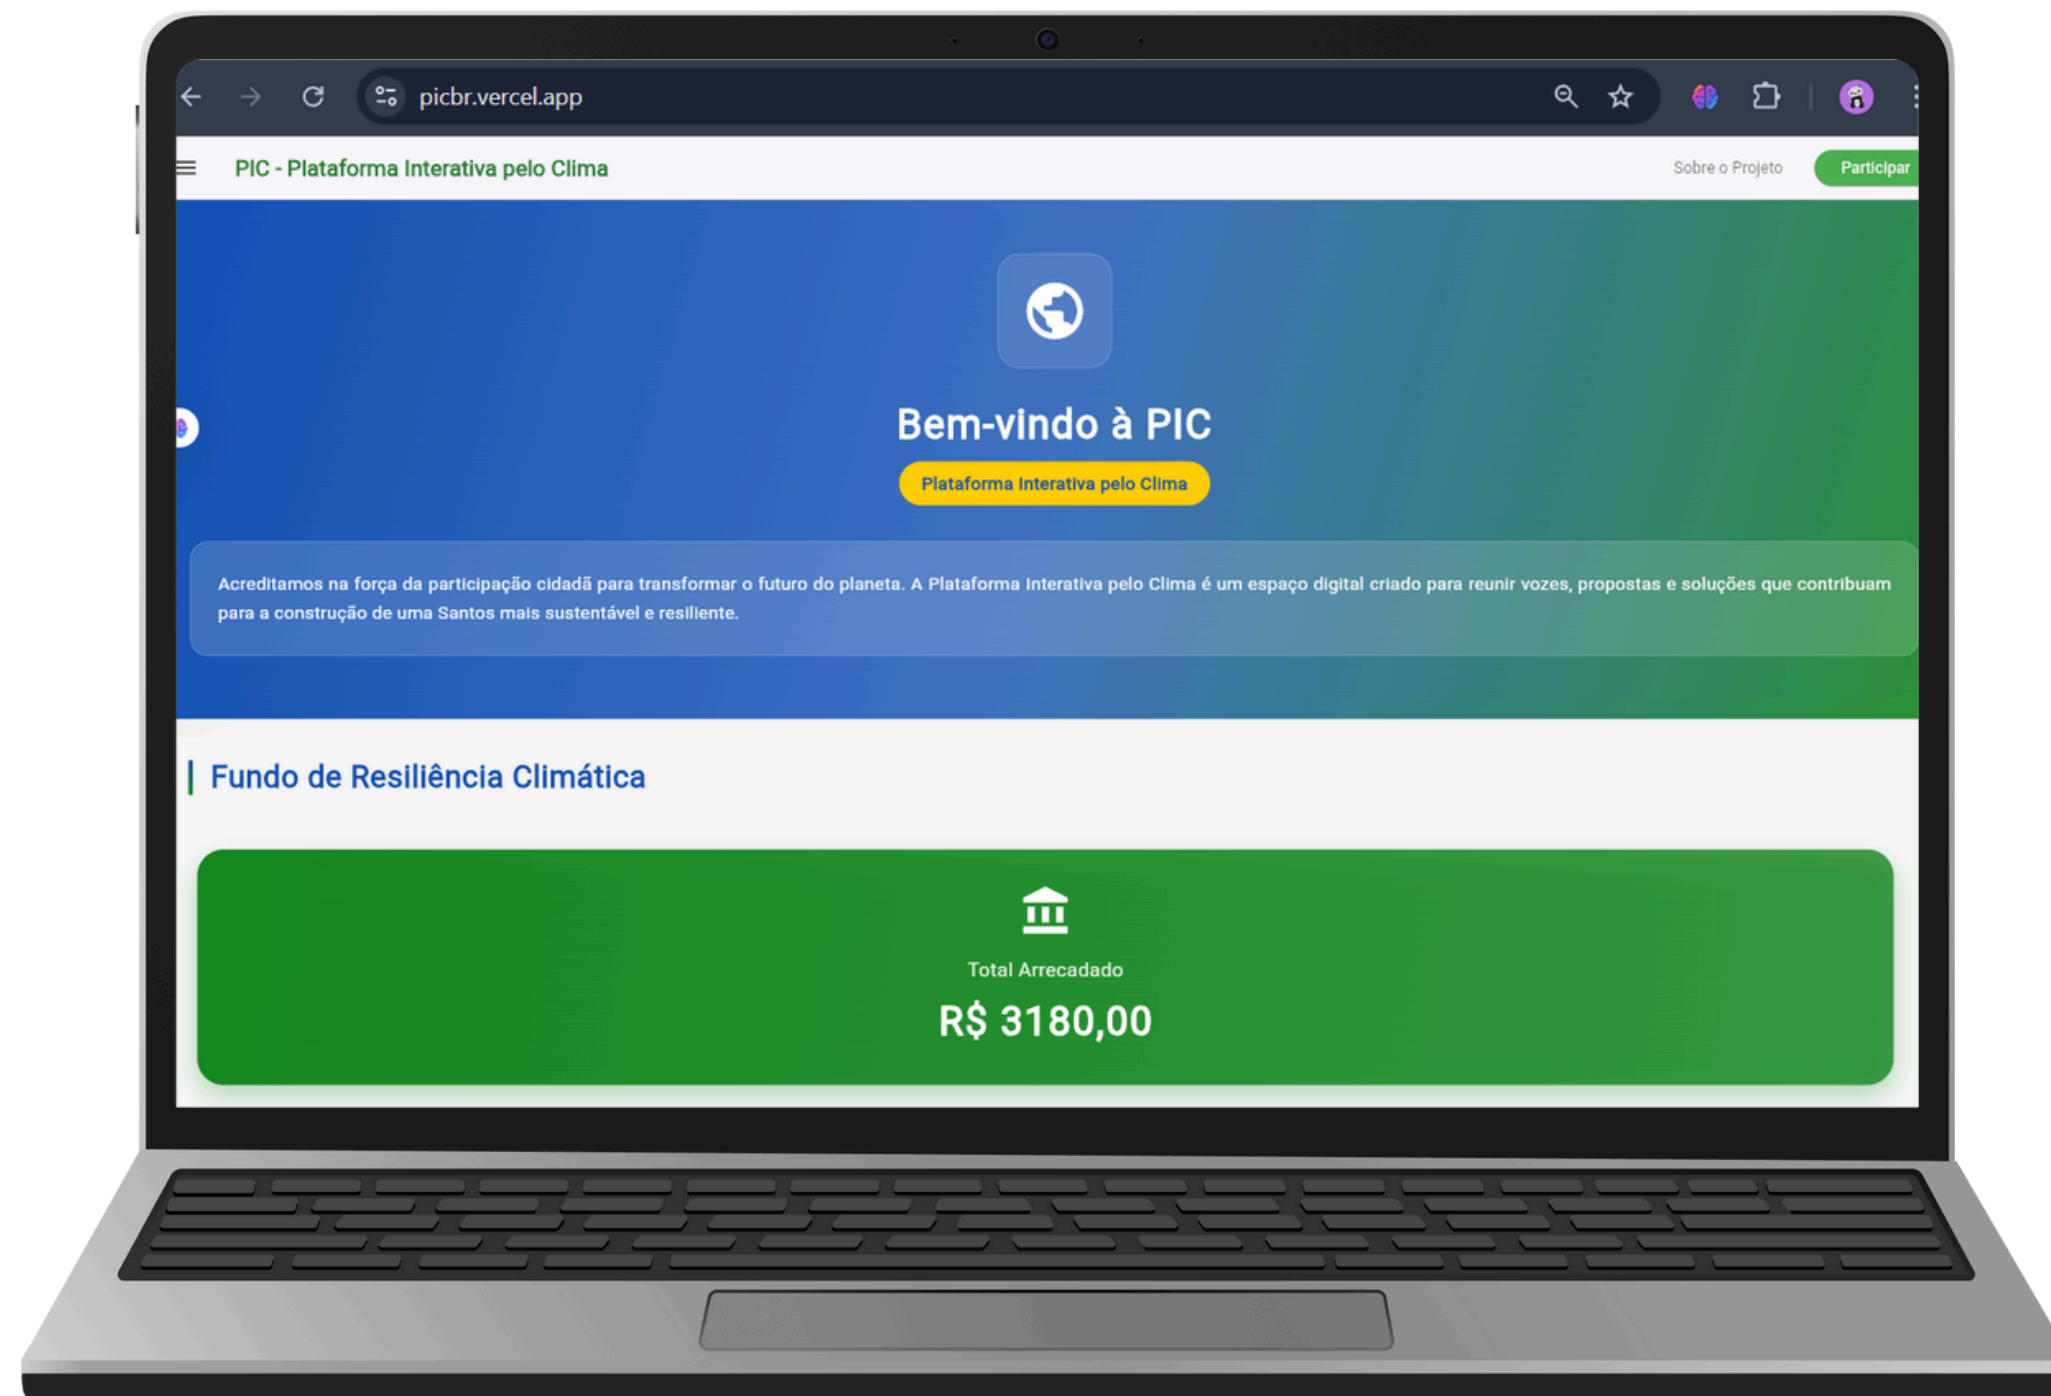 picbr.vercel.app
PIC - Plataforma Interativa pelo Clima
Sobre o Projeto
Participar
Bem-vindo à PIC
Plataforma Interativa pelo Clima
Acreditamos na força da participação cidadã para transformar o futuro do planeta. A Plataforma Interativa pelo Clima é um espaço digital criado para reunir vozes, propostas e soluções que contribuam
para a construção de uma Santos mais sustentável e resiliente.
Fundo de Resiliência Climática
Total Arrecadado
R$ 3180,00